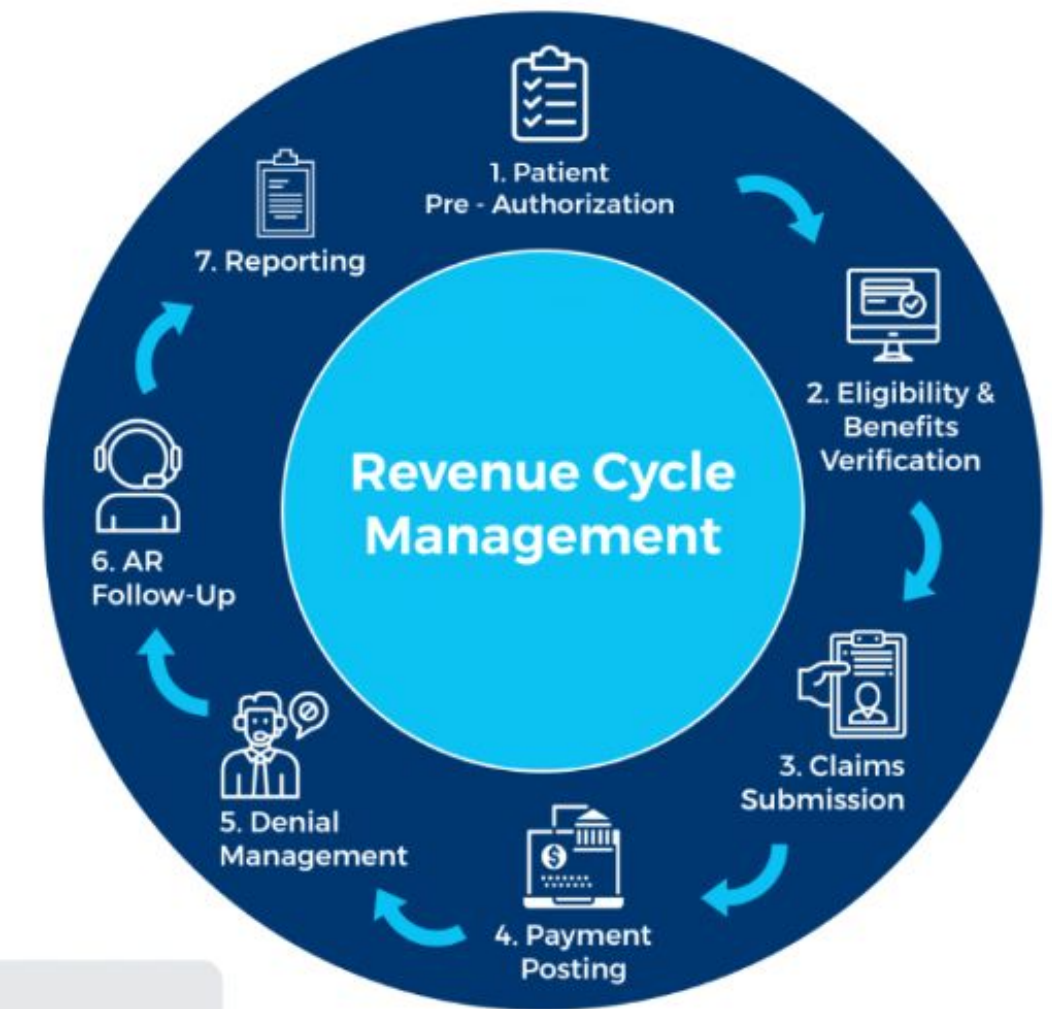 1. Patient
Pre - Authorization
2. Eligibility &
Benefits
Verification
3. Claims
Submission
4. Payment
Posting
5. Denial
Management
6. AR
Follow-Up
7. Reporting
Revenue Cycle
Management